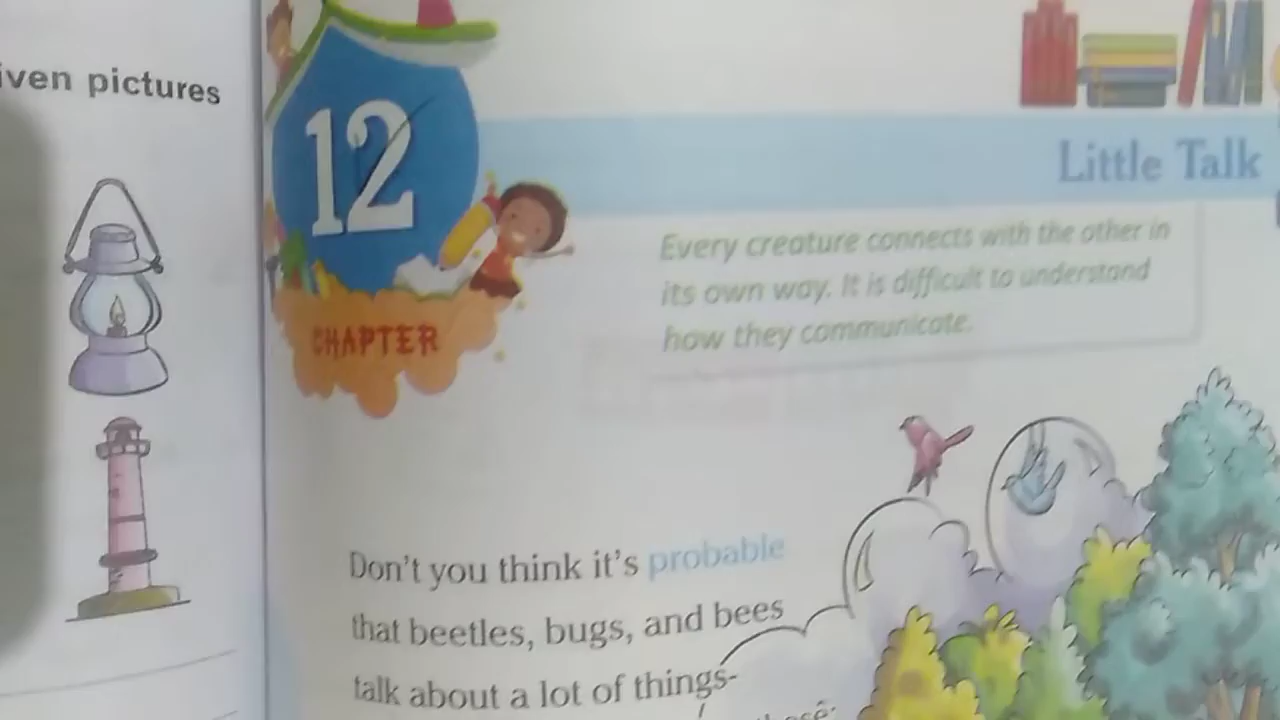 iven pictures
12
CHAPTER
Little Talk
Every creature connects with the other in
its own way. It is difficult to understand
how they communicate.
Don't you think it's probable
that beetles, bugs, and bees
talk about a lot of things-